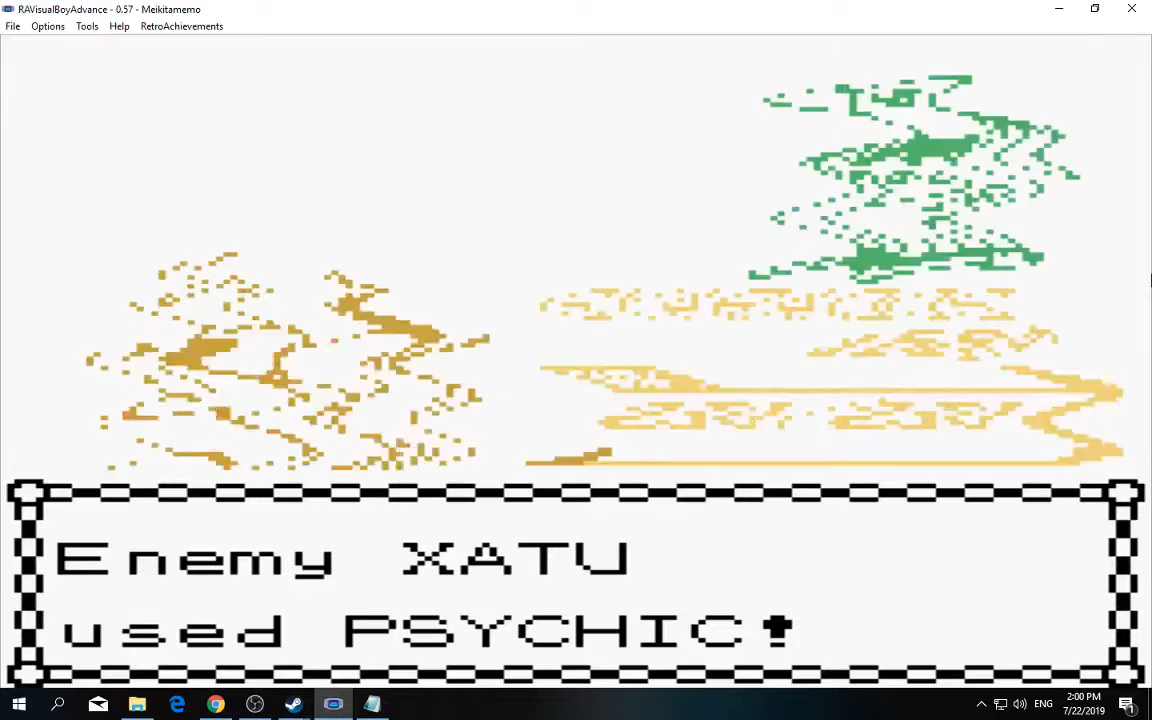 RAVisualBoyAdvance - 0.57 - Meikitamemo
File Options Tools Help RetroAchievements
Enemy XATU
used PSYCHIC!
ENG
2:00 PM
7/22/2019
1